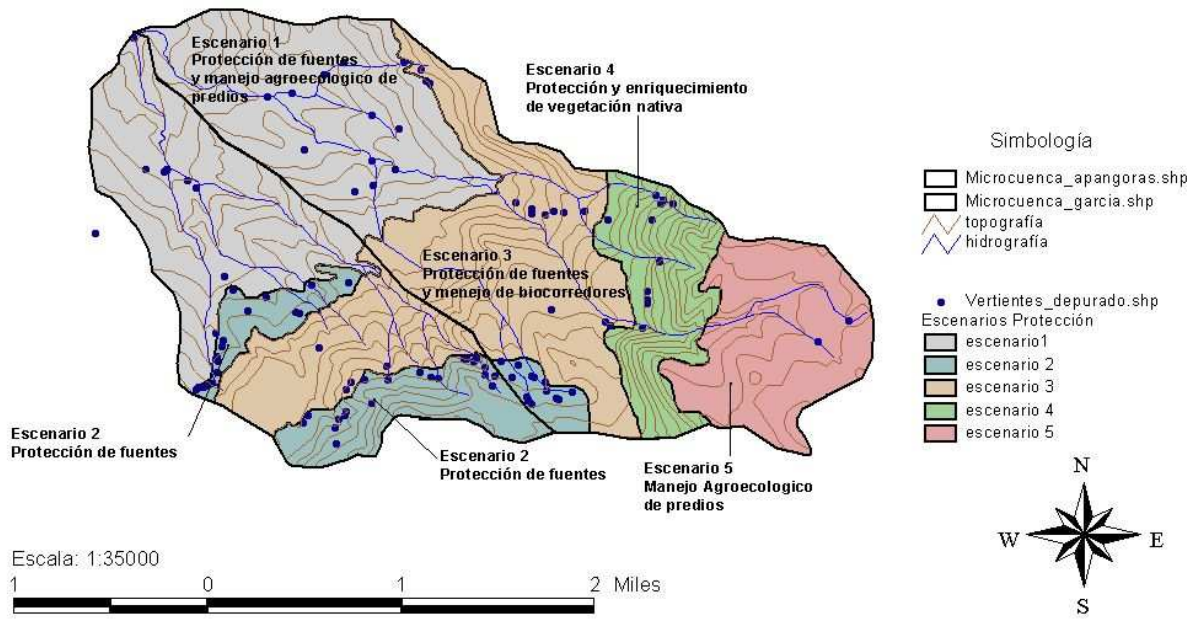 Escenario 1
Protección de fuentes
y manejo agroecologico de
predios
Escenario 4
Protección y enriquecimiento
de vegetación nativa
Escenario 3
Protección de fuentes
y menejo de biocorredores
Escenario 2
Protección de fuentes
Escenario 2
Protección de fuentes
Escenario 5
Manejo Agroecologico
de predios
Simbología
Microcuenca_apangoras.shp
Microcuenca_garcia.shp
topografía
hidrografía
Vertientes_depurado.shp
Escenarios Protección
escenario1
escenario 2
escenario 3
escenario 4
escenario 5
N
W E
S
Escala: 1:35000
1 0 1 2 Miles